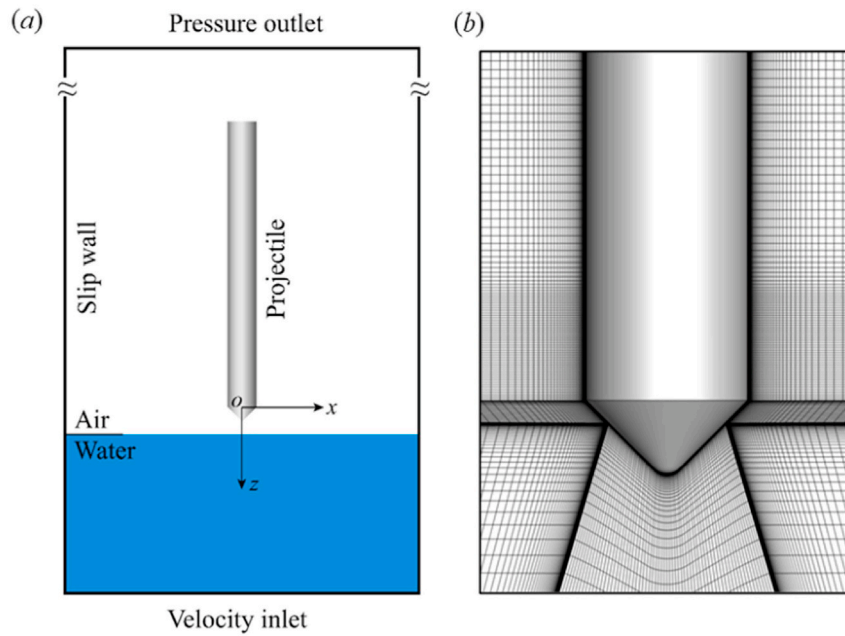 (a)
Pressure outlet
Slip wall
Projectile
o
x
Air
Water
z
Velocity inlet
(b)